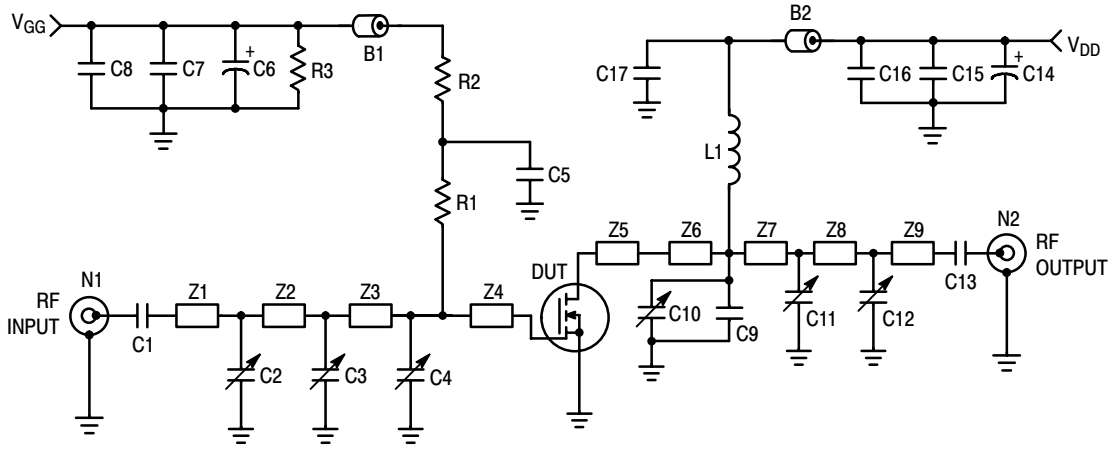 VGG
B1
B2
VDD
C8
C7
C6
+
R3
R2
C17
C16
C15
C14
+
L1
C5
R1
N1
RF
INPUT
C1
Z1
Z2
Z3
Z4
DUT
Z5
Z6
Z7
Z8
Z9
N2
RF
OUTPUT
C13
C2
C3
C4
C10
C9
C11
C12